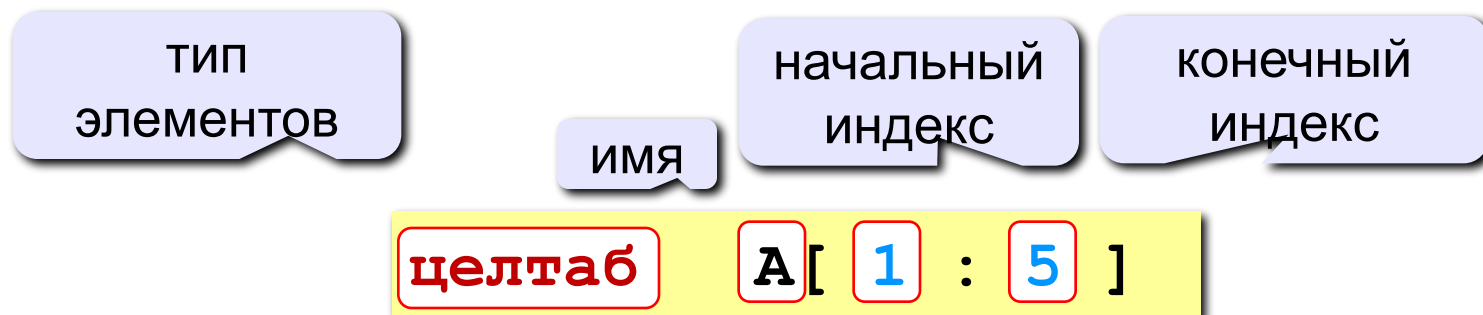 тип
элементов
имя
начальный
индекс
конечный
индекс
целтаб A[ 1 : 5 ]